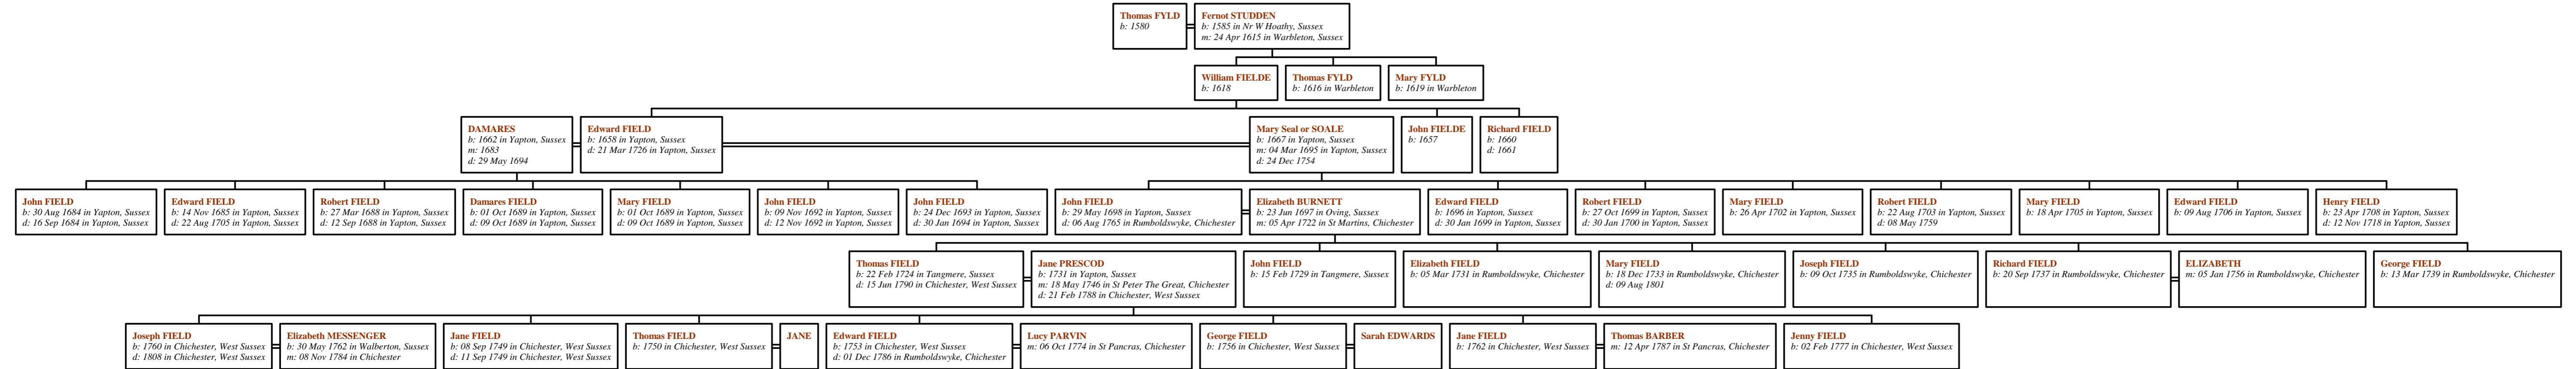 Thomas FYLD
b: 1580
Fernot STUDDEN
b: 1585 in Nr W Hoathy, Sussex
m: 24 Apr 1615 in Warbleton, Sussex
William FIELDE
b: 1618
Thomas FYLD
b: 1616 in Warbleton
Mary FYLD
b: 1619 in Warbleton
DAMARES
b: 1662 in Yapton, Sussex
m: 1683
d: 29 May 1694
Edward FIELD
b: 1658 in Yapton, Sussex
d: 21 Mar 1726 in Yapton, Sussex
Mary Seal or SOALE
b: 1667 in Yapton, Sussex
m: 04 Mar 1695 in Yapton, Sussex
d: 24 Dec 1754
John FIELDE
b: 1657
Richard FIELD
b: 1660
d: 1661
John FIELD
b: 30 Aug 1684 in Yapton, Sussex
d: 16 Sep 1684 in Yapton, Sussex
Edward FIELD
b: 14 Nov 1685 in Yapton, Sussex
d: 22 Aug 1705 in Yapton, Sussex
Robert FIELD
b: 27 Mar 1688 in Yapton, Sussex
d: 12 Sep 1688 in Yapton, Sussex
Damares FIELD
b: 01 Oct 1689 in Yapton, Sussex
d: 09 Oct 1689 in Yapton, Sussex
Mary FIELD
b: 01 Oct 1689 in Yapton, Sussex
d: 09 Oct 1689 in Yapton, Sussex
John FIELD
b: 09 Nov 1692 in Yapton, Sussex
d: 12 Nov 1692 in Yapton, Sussex
John FIELD
b: 24 Dec 1693 in Yapton, Sussex
d: 30 Jan 1694 in Yapton, Sussex
John FIELD
b: 29 May 1698 in Yapton, Sussex
d: 06 Aug 1765 in Rumboldswyke, Chichester
Elizabeth BURNETT
b: 23 Jun 1697 in Oving, Sussex
m: 05 Apr 1722 in St Martins, Chichester
Edward FIELD
b: 1696 in Yapton, Sussex
d: 30 Jan 1699 in Yapton, Sussex
Robert FIELD
b: 27 Oct 1699 in Yapton, Sussex
d: 30 Jan 1700 in Yapton, Sussex
Mary FIELD
b: 26 Apr 1702 in Yapton, Sussex
Robert FIELD
b: 22 Aug 1703 in Yapton, Sussex
d: 08 May 1759
Mary FIELD
b: 18 Apr 1705 in Yapton, Sussex
Edward FIELD
b: 09 Aug 1706 in Yapton, Sussex
Henry FIELD
b: 23 Apr 1708 in Yapton, Sussex
d: 12 Nov 1718 in Yapton, Sussex
Thomas FIELD
b: 22 Feb 1724 in Tangmere, Sussex
d: 15 Jun 1790 in Chichester, West Sussex
Jane PRESCOD
b: 1731 in Yapton, Sussex
m: 18 May 1746 in St Peter The Great, Chichester
d: 21 Feb 1788 in Chichester, West Sussex
John FIELD
b: 15 Feb 1729 in Tangmere, Sussex
Elizabeth FIELD
b: 05 Mar 1731 in Rumboldswyke, Chichester
Mary FIELD
b: 18 Dec 1733 in Rumboldswyke, Chichester
d: 09 Aug 1801
Joseph FIELD
b: 09 Oct 1735 in Rumboldswyke, Chichester
Richard FIELD
b: 20 Sep 1737 in Rumboldswyke, Chichester
ELIZABETH
m: 05 Jan 1756 in Rumboldswyke, Chichester
George FIELD
b: 13 Mar 1739 in Rumboldswyke, Chichester
Joseph FIELD
b: 1760 in Chichester, West Sussex
d: 1808 in Chichester, West Sussex
Elizabeth MESSENGER
b: 30 May 1762 in Walberton, Sussex
m: 08 Nov 1784 in Chichester
Jane FIELD
b: 08 Sep 1749 in Chichester, West Sussex
d: 11 Sep 1749 in Chichester, West Sussex
Thomas FIELD
b: 1750 in Chichester, West Sussex
JANE
Edward FIELD
b: 1753 in Chichester, West Sussex
d: 01 Dec 1786 in Rumboldswyke, Chichester
Lucy PARVIN
m: 06 Oct 1774 in St Pancras, Chichester
George FIELD
b: 1756 in Chichester, West Sussex
Sarah EDWARDS
Jane FIELD
b: 1762 in Chichester, West Sussex
Thomas BARBER
m: 12 Apr 1787 in St Pancras, Chichester
Jenny FIELD
b: 02 Feb 1777 in Chichester, West Sussex